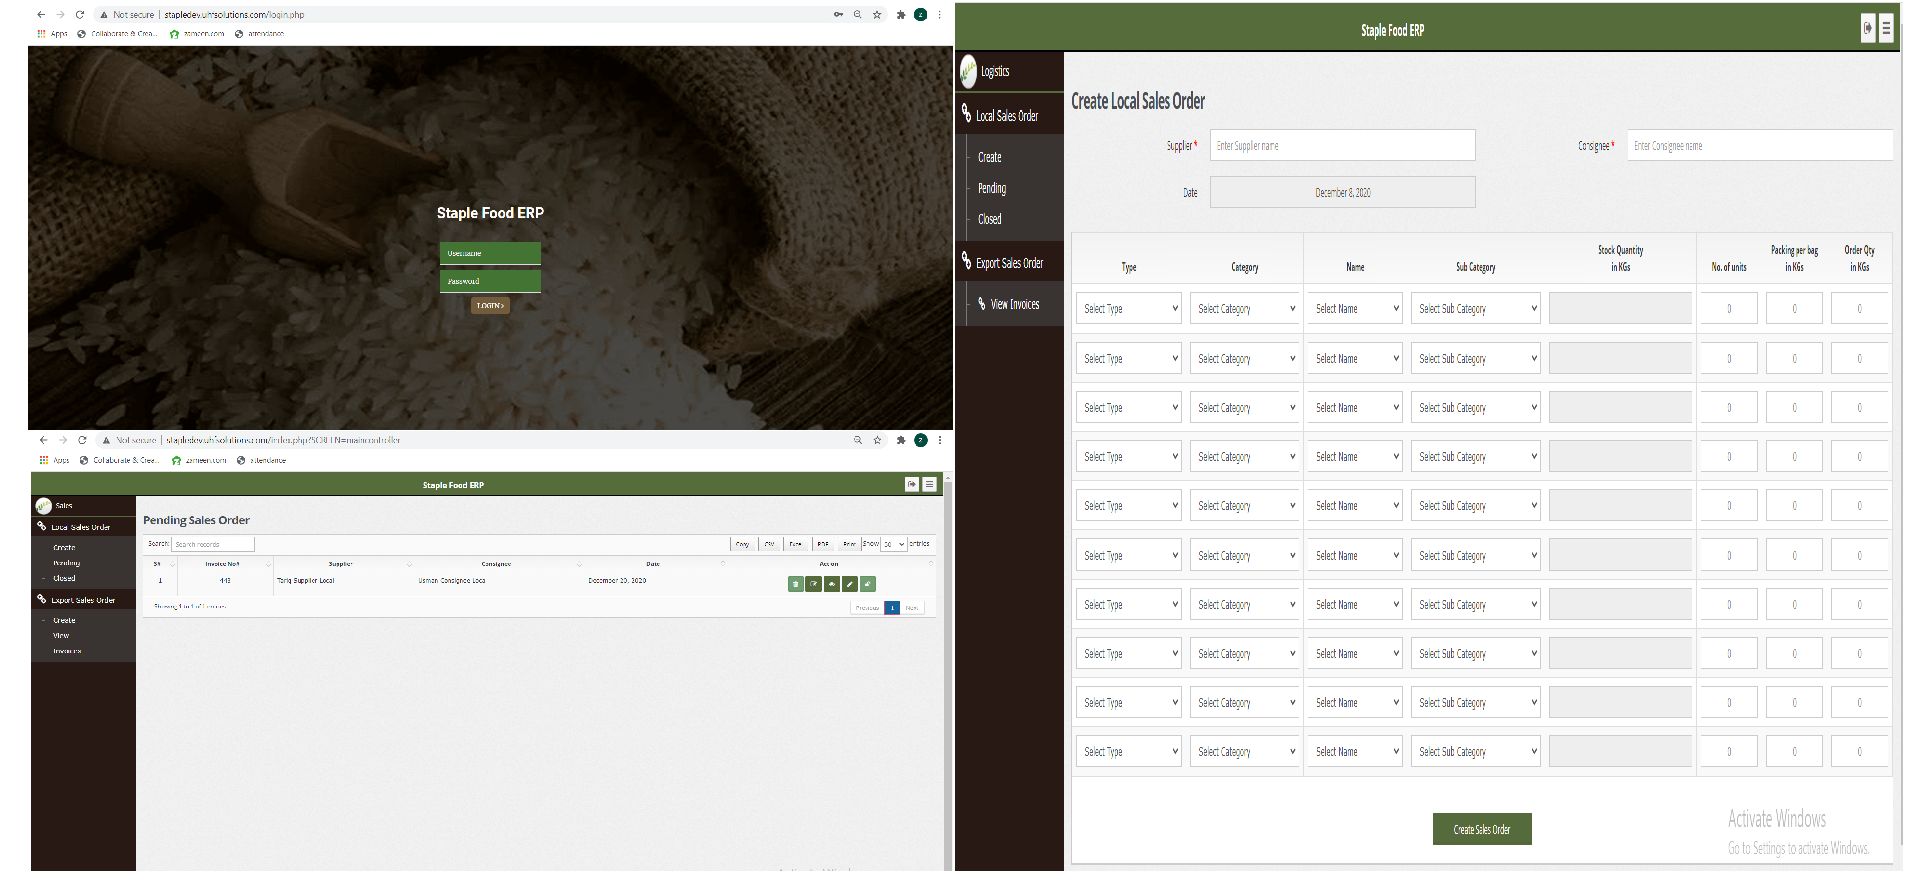 Not secure | stapledev.uhfsolutions.com/login.php
Apps Collaborate & Crea... zameen.com attendance
Staple Food ERP
Username
Password
LOGIN >
Not secure | stapledev.uhfsolutions.com/index.php?SCREEN=maincontroller
Apps Collaborate & Crea... zameen.com attendance
Staple Food ERP
Sales
Local Sales Order
Create
Pending
Closed
Export Sales Order
Create
View
Invoices
Pending Sales Order
Search: Search records
Copy CSV Excel PDF Print Show 50 entries
S# Invoice No# Supplier Consignee Date Action
1 443 Tariq Supplier Local Usman Consignee Local December 20, 2020
Showing 1 to 1 of 1 entries
Previous 1 Next
Staple Food ERP
Logistics
Local Sales Order
Create
Pending
Closed
Export Sales Order
View Invoices
Create Local Sales Order
Supplier * Enter Supplier name Consignee * Enter Consignee name
Date December 8, 2020
Type Category Name Sub Category Stock Quantity in KGs No. of units Packing per bag in KGs Order Qty in KGs
Select Type Select Category Select Name Select Sub Category 0 0 0
Select Type Select Category Select Name Select Sub Category 0 0 0
Select Type Select Category Select Name Select Sub Category 0 0 0
Select Type Select Category Select Name Select Sub Category 0 0 0
Select Type Select Category Select Name Select Sub Category 0 0 0
Select Type Select Category Select Name Select Sub Category 0 0 0
Select Type Select Category Select Name Select Sub Category 0 0 0
Select Type Select Category Select Name Select Sub Category 0 0 0
Select Type Select Category Select Name Select Sub Category 0 0 0
Select Type Select Category Select Name Select Sub Category 0 0 0
Create Sales Order
Activate Windows
Go to Settings to activate Windows.